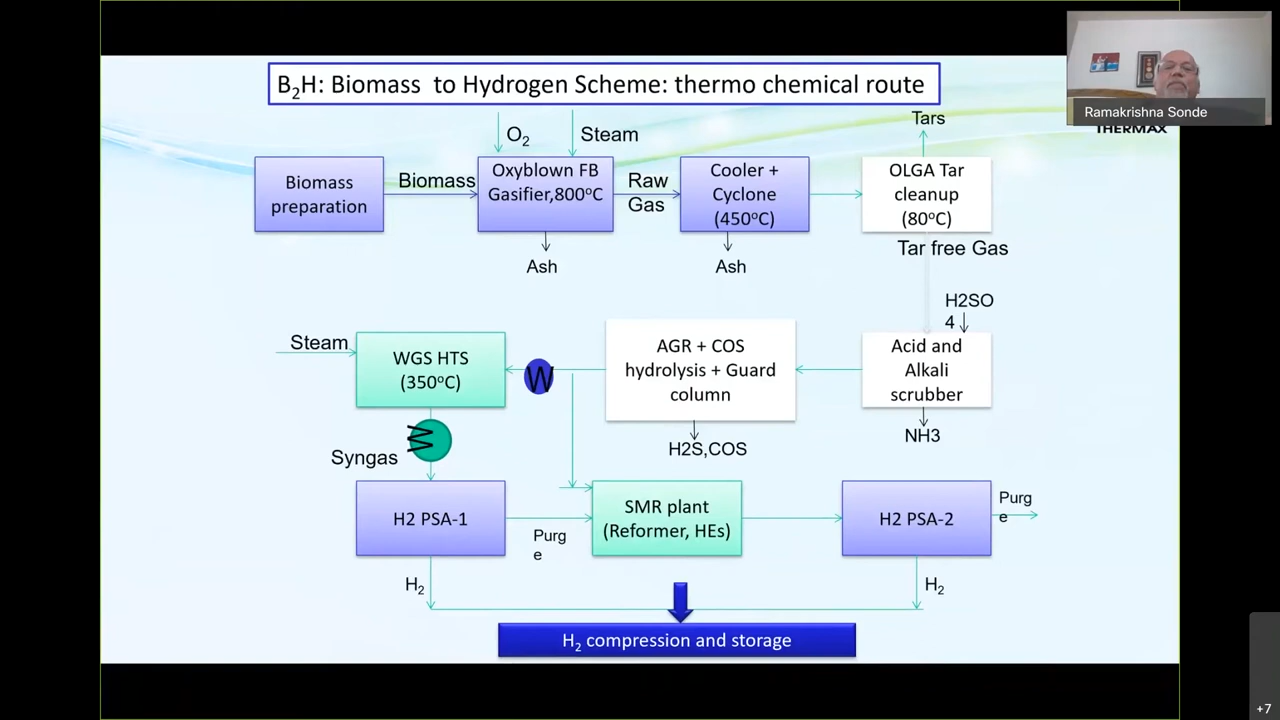 B₂H: Biomass to Hydrogen Scheme: thermo chemical route
Ramakrishna Sonde
THERMAX
O₂
Steam
Tars
Biomass
preparation
Biomass
Oxyblown FB
Gasifier,800°C
Raw
Gas
Cooler +
Cyclone
(450°C)
OLGA Tar
cleanup
(80°C)
Ash
Ash
Tar free Gas
H2SO
4
Steam
WGS HTS
(350°C)
W
AGR + COS
hydrolysis + Guard
column
Acid and
Alkali
scrubber
H2S,COS
NH3
W
Syngas
H2 PSA-1
Purg
e
SMR plant
(Reformer, HEs)
H2 PSA-2
Purg
e
H₂
H₂
H₂ compression and storage
+7